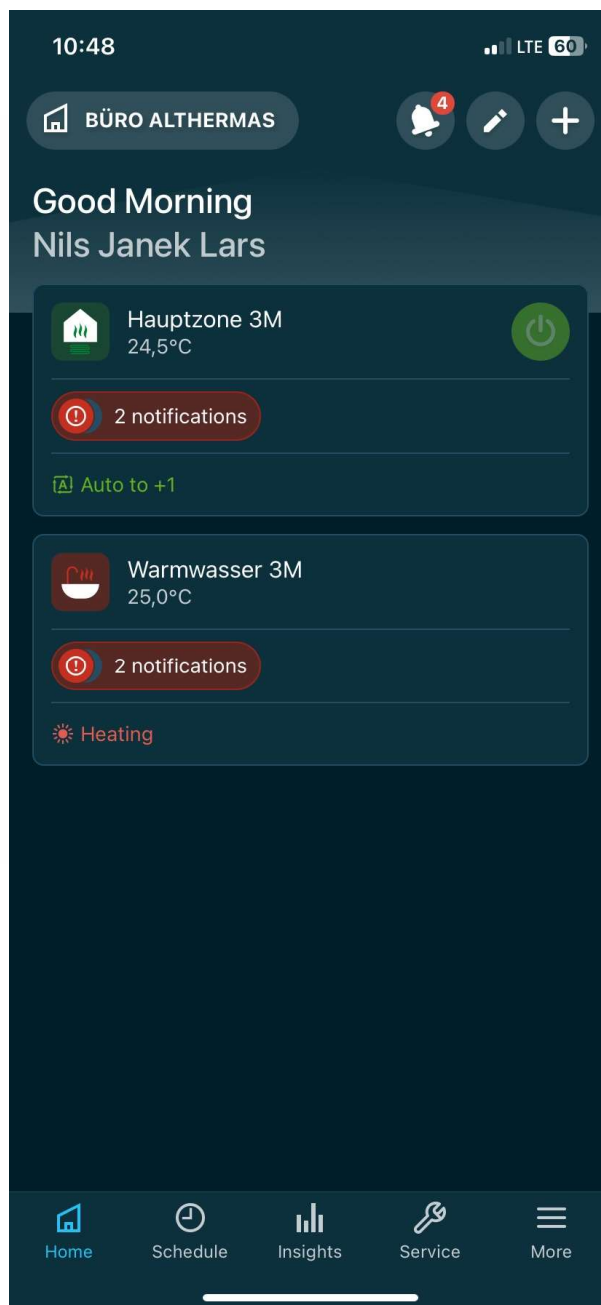 10:48
LTE 60
BÜRO ALTHERMAS
4
Good Morning
Nils Janek Lars
Hauptzone 3M
24,5°C
2 notifications
A Auto to +1
Warmwasser 3M
25,0°C
2 notifications
Heating
Home Schedule Insights Service More